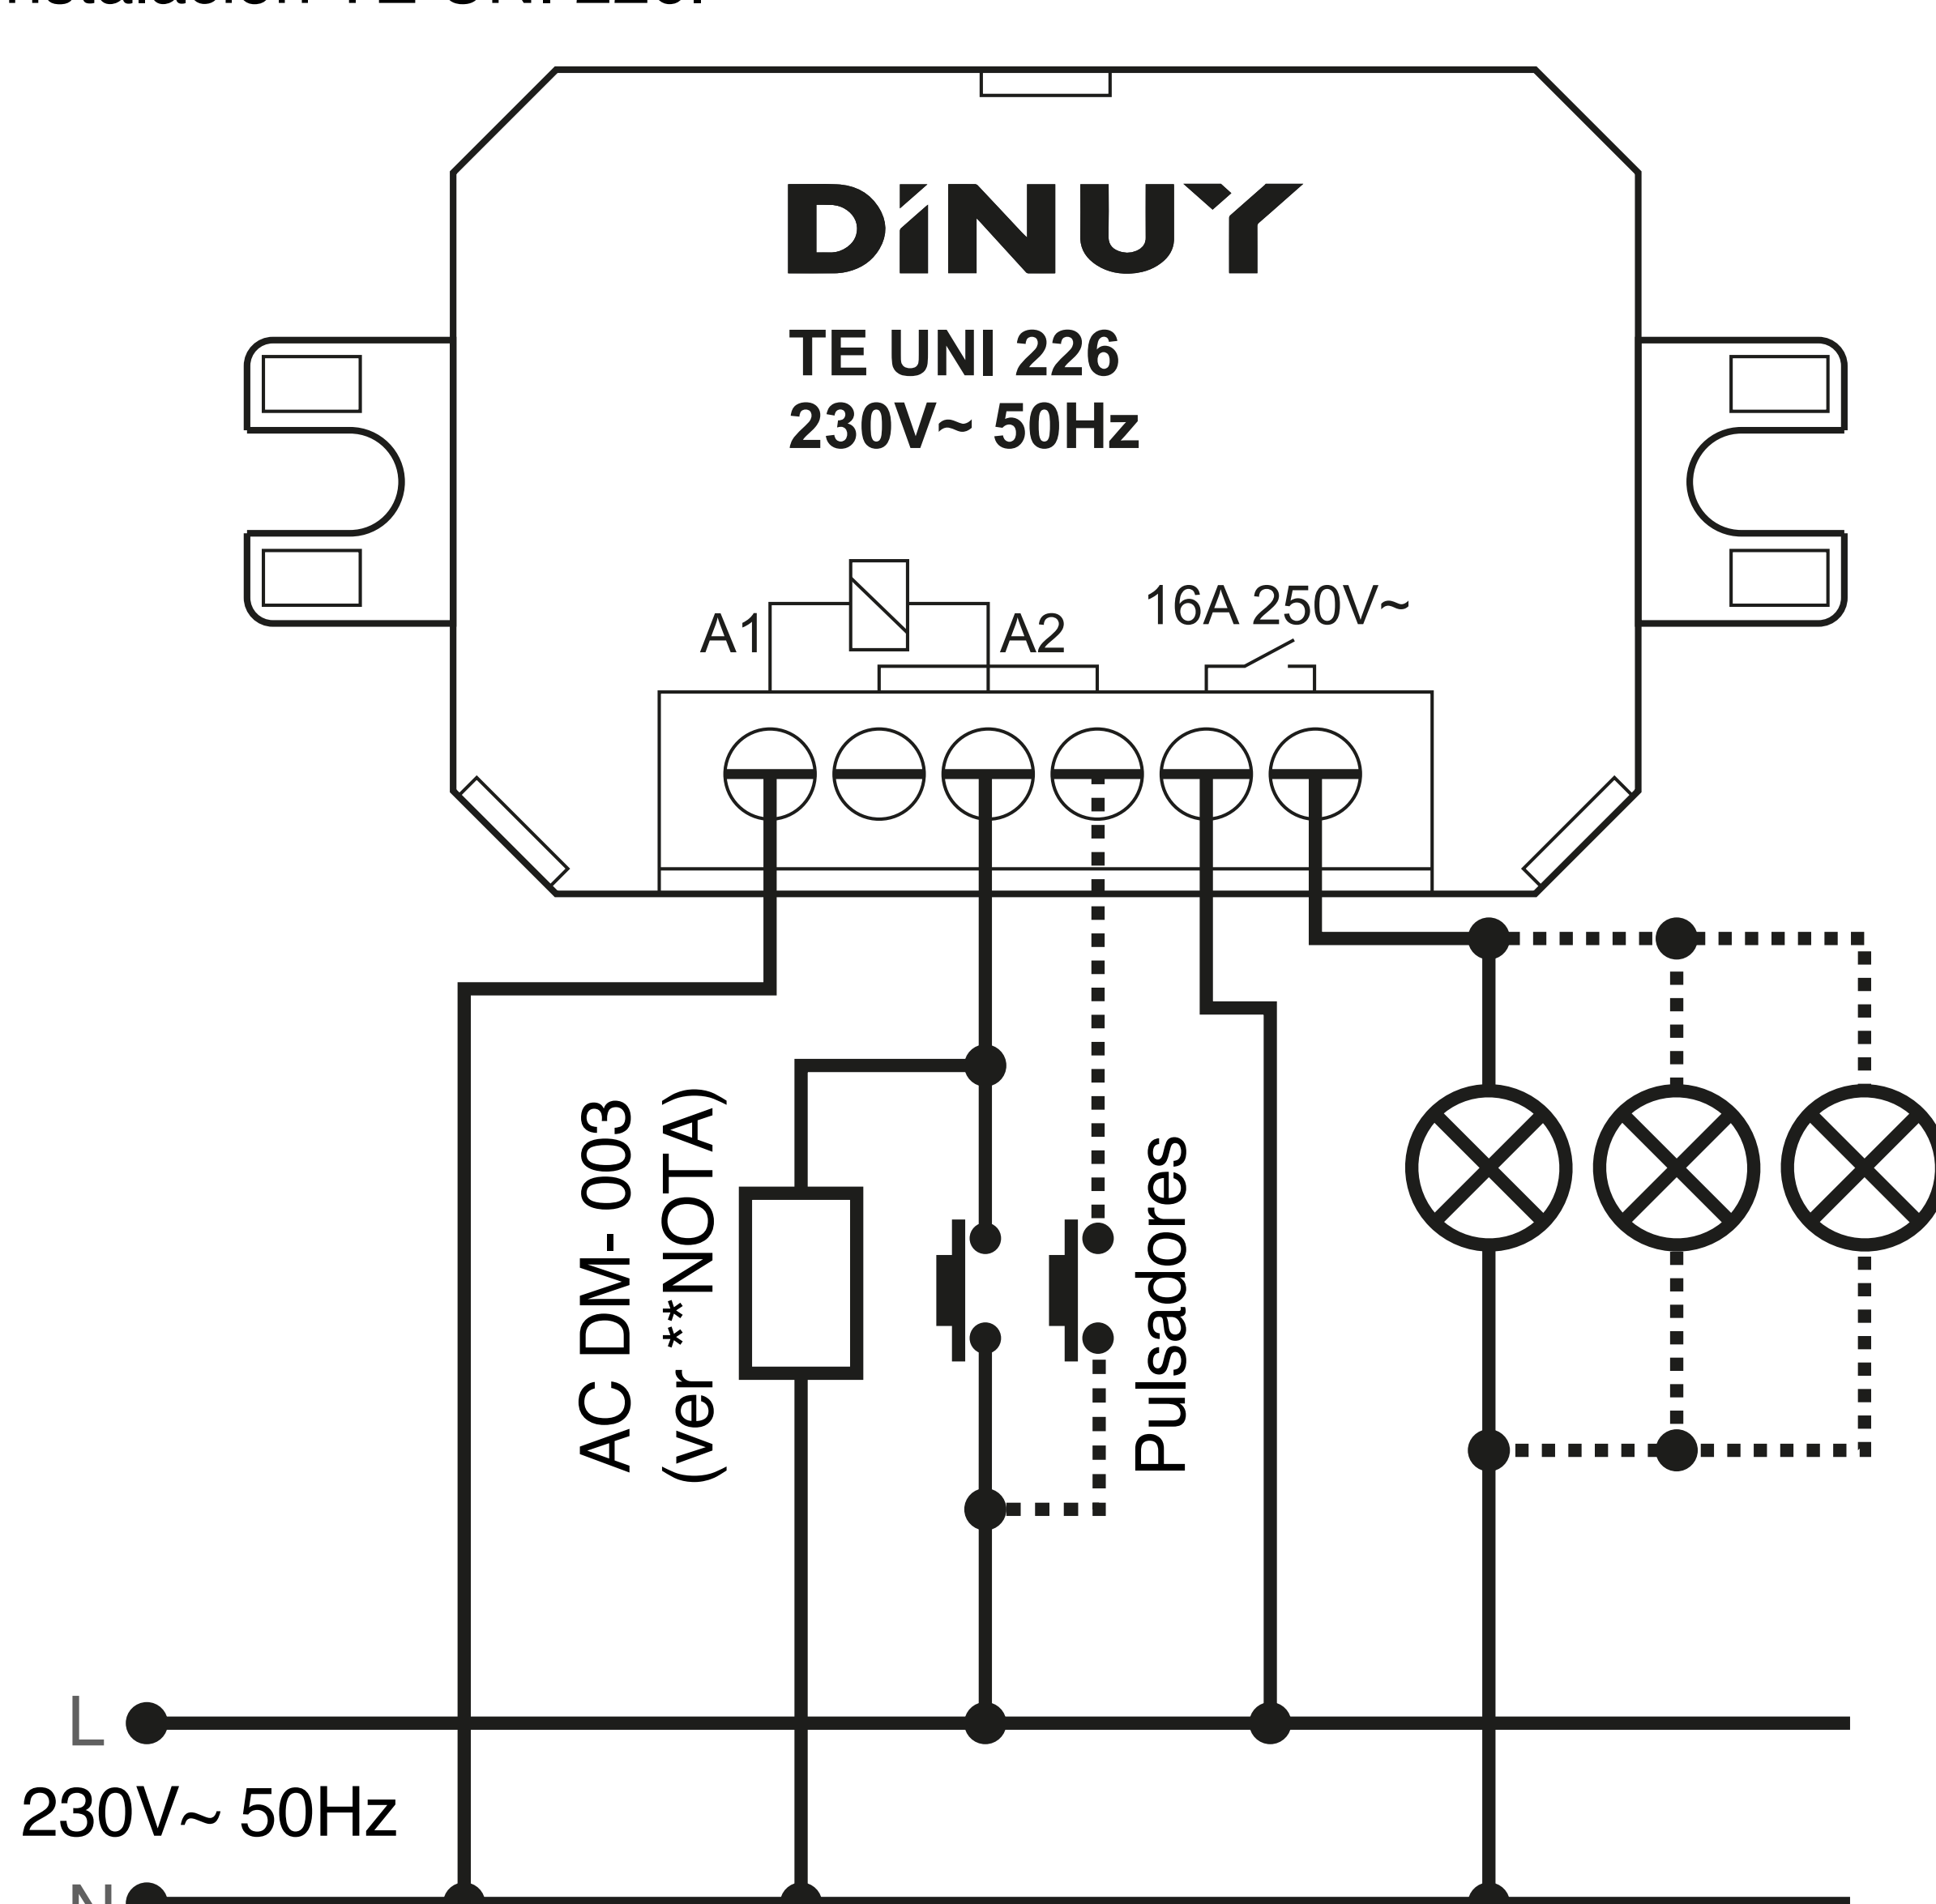 DINUY
TE UNI 226
230V~ 50Hz
A1
A2
16A 250V~
AC DM- 003
(ver **NOTA)
Pulsadores
L
230V~ 50Hz
N